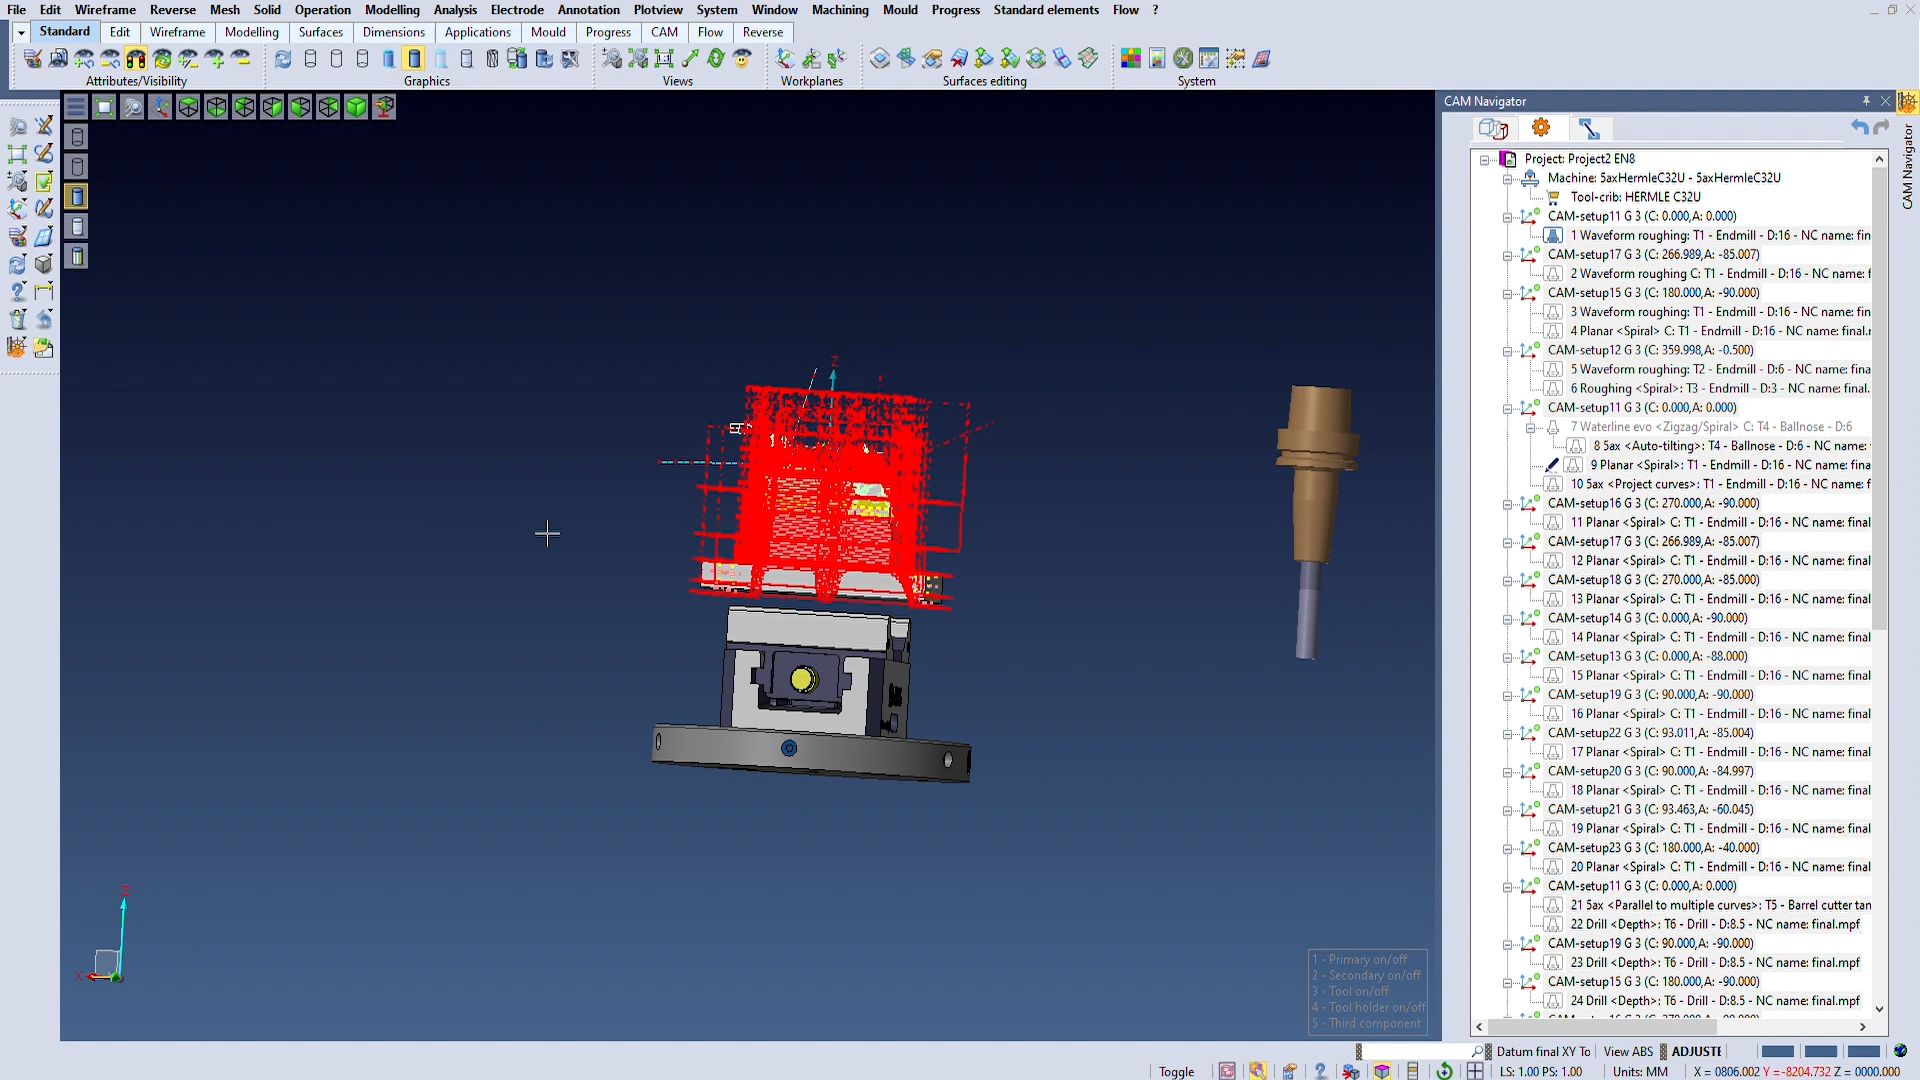 File Edit Wireframe Reverse Mesh Solid Operation Modelling Analysis Electrode Annotation Plotview System Window Machining Mould Progress Standard elements Flow ?
Standard Edit Wireframe Modelling Surfaces Dimensions Applications Mould Progress CAM Flow Reverse
Attributes/Visibility Graphics Views Workplanes Surfaces editing System
CAM Navigator
CAM Navigator
Project: Project2 EN8
Machine: 5axHermleC32U - 5axHermleC32U
Tool-crib: HERMLE C32U
CAM-setup11 G 3 (C: 0.000,A: 0.000)
1 Waveform roughing: T1 - Endmill - D:16 - NC name: fin
CAM-setup17 G 3 (C: 266.989,A: -85.007)
2 Waveform roughing C: T1 - Endmill - D:16 - NC name: f
CAM-setup15 G 3 (C: 180.000,A: -90.000)
3 Waveform roughing: T1 - Endmill - D:16 - NC name: fin
4 Planar <Spiral> C: T1 - Endmill - D:16 - NC name: final.r
CAM-setup12 G 3 (C: 359.998,A: -0.500)
5 Waveform roughing: T2 - Endmill - D:6 - NC name: fina
6 Roughing <Spiral>: T3 - Endmill - D:3 - NC name: final.
CAM-setup11 G 3 (C: 0.000,A: 0.000)
7 Waterline evo <Zigzag/Spiral> C: T4 - Ballnose - D:6
8 5ax <Auto-tilting>: T4 - Ballnose - D:6 - NC name:
9 Planar <Spiral>: T1 - Endmill - D:16 - NC name: fina
10 5ax <Project curves>: T1 - Endmill - D:16 - NC name: f
CAM-setup16 G 3 (C: 270.000,A: -90.000)
11 Planar <Spiral> C: T1 - Endmill - D:16 - NC name: final
CAM-setup17 G 3 (C: 266.989,A: -85.007)
12 Planar <Spiral> C: T1 - Endmill - D:16 - NC name: final
CAM-setup18 G 3 (C: 270.000,A: -85.000)
13 Planar <Spiral> C: T1 - Endmill - D:16 - NC name: final
CAM-setup14 G 3 (C: 0.000,A: -90.000)
14 Planar <Spiral> C: T1 - Endmill - D:16 - NC name: final
CAM-setup13 G 3 (C: 0.000,A: -88.000)
15 Planar <Spiral> C: T1 - Endmill - D:16 - NC name: final
CAM-setup19 G 3 (C: 90.000,A: -90.000)
16 Planar <Spiral> C: T1 - Endmill - D:16 - NC name: final
CAM-setup22 G 3 (C: 93.011,A: -85.004)
17 Planar <Spiral> C: T1 - Endmill - D:16 - NC name: final
CAM-setup20 G 3 (C: 90.000,A: -84.997)
18 Planar <Spiral> C: T1 - Endmill - D:16 - NC name: final
CAM-setup21 G 3 (C: 93.463,A: -60.045)
19 Planar <Spiral> C: T1 - Endmill - D:16 - NC name: final
CAM-setup23 G 3 (C: 180.000,A: -40.000)
20 Planar <Spiral> C: T1 - Endmill - D:16 - NC name: final
CAM-setup11 G 3 (C: 0.000,A: 0.000)
21 5ax <Parallel to multiple curves>: T5 - Barrel cutter tan
22 Drill <Depth>: T6 - Drill - D:8.5 - NC name: final.mpf
CAM-setup19 G 3 (C: 90.000,A: -90.000)
23 Drill <Depth>: T6 - Drill - D:8.5 - NC name: final.mpf
CAM-setup15 G 3 (C: 180.000,A: -90.000)
24 Drill <Depth>: T6 - Drill - D:8.5 - NC name: final.mpf
Z
Z
X
1 - Primary on/off
2 - Secondary on/off
3 - Tool on/off
4 - Tool holder on/off
5 - Third component
Datum final XY To View ABS ADJUSTE
Toggle LS: 1.00 PS: 1.00 Units: MM X = 0806.002 Y =-8204.732 Z = 0000.000